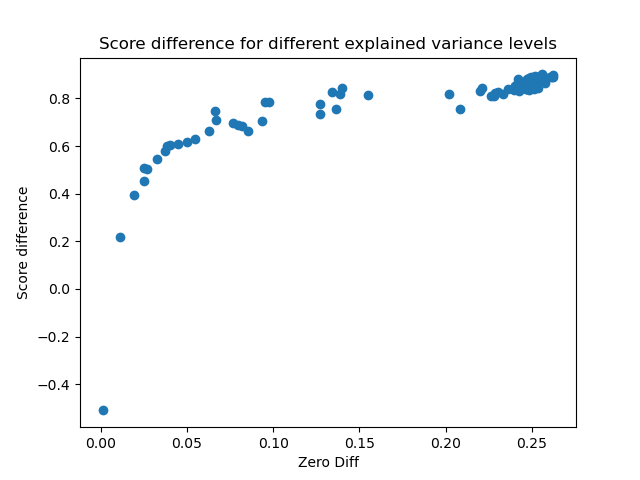 Score difference for different explained variance levels
Score difference
0.8
0.6
0.4
0.2
0.0
−0.2
−0.4
0.00 0.05 0.10 0.15 0.20 0.25
Zero Diff